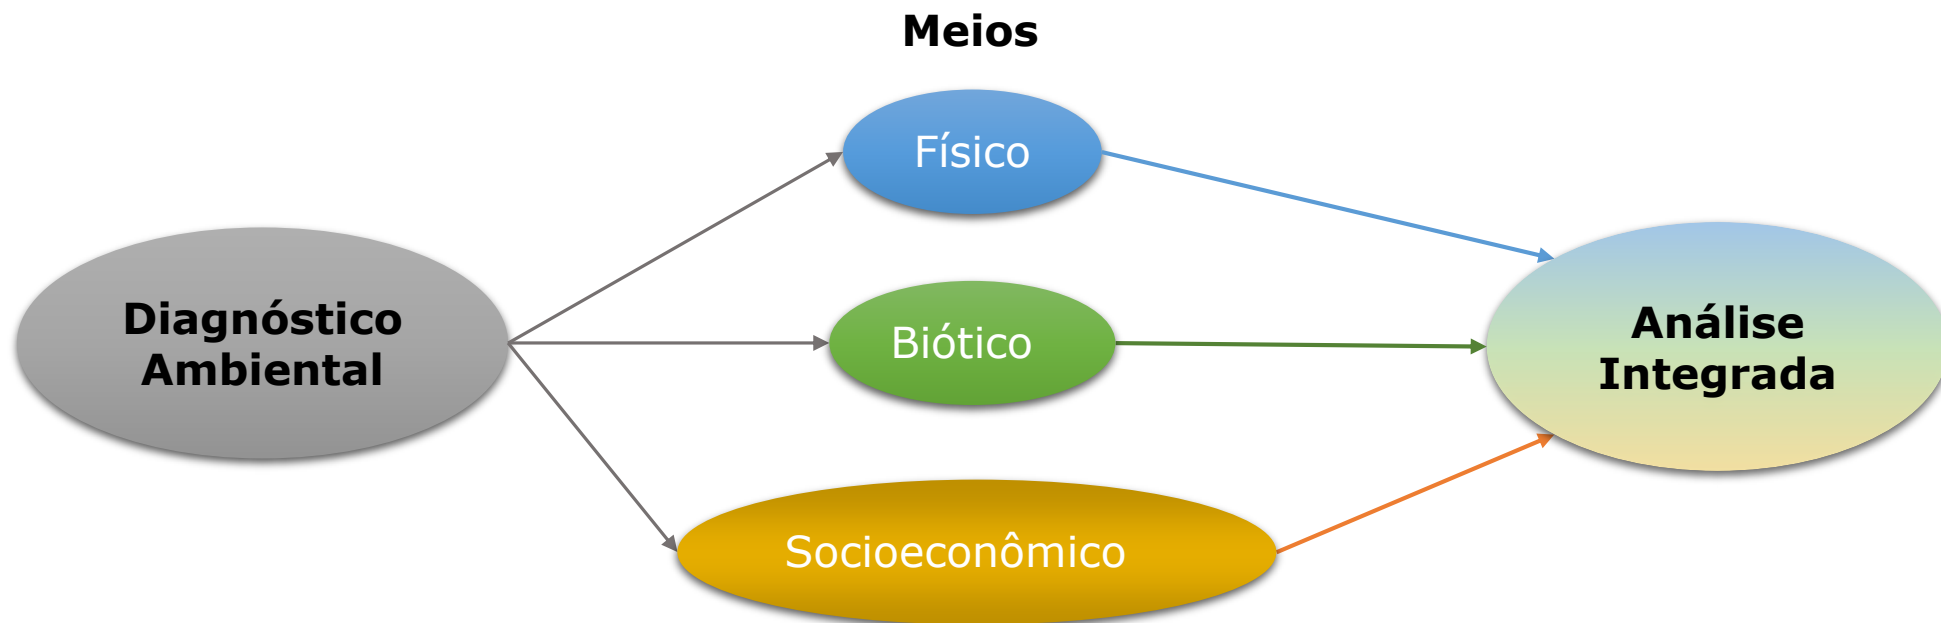 Meios
Físico
Diagnóstico
Ambiental
Biótico
Análise
Integrada
Socioeconômico